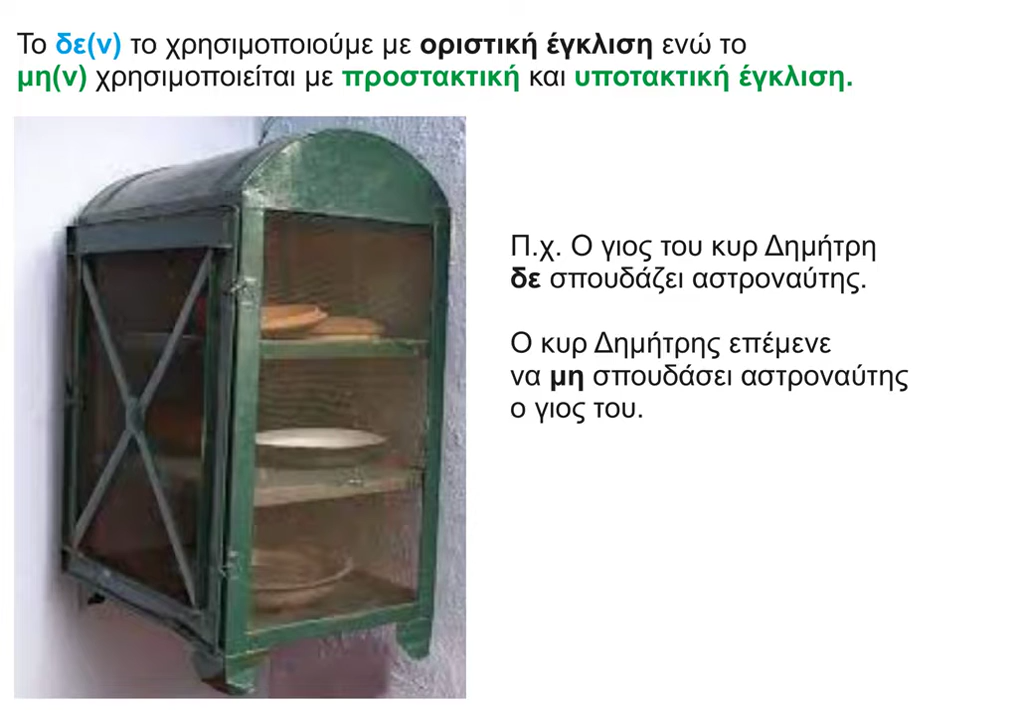 Το δε(ν) το χρησιμοποιούμε με οριστική έγκλιση ενώ το
μη(ν) χρησιμοποιείται με προστακτική και υποτακτική έγκλιση.
Π.χ. Ο γιος του κυρ Δημήτρη
δε σπουδάζει αστροναύτης.
Ο κυρ Δημήτρης επέμενε
να μη σπουδάσει αστροναύτης
ο γιος του.